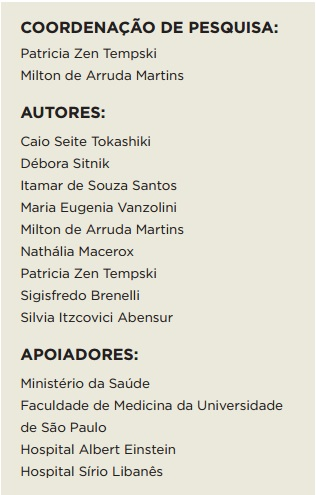 COORDENAÇÃO DE PESQUISA:
Patricia Zen Tempski
Milton de Arruda Martins
AUTORES:
Caio Seite Tokashiki
Débora Sitnik
Itamar de Souza Santos
Maria Eugenia Vanzolini
Milton de Arruda Martins
Nathália Macerox
Patricia Zen Tempski
Sigisfredo Brenelli
Silvia Itzcovici Abensur
APOIADORES:
Ministério da Saúde
Faculdade de Medicina da Universidade
de São Paulo
Hospital Albert Einstein
Hospital Sírio Libanês